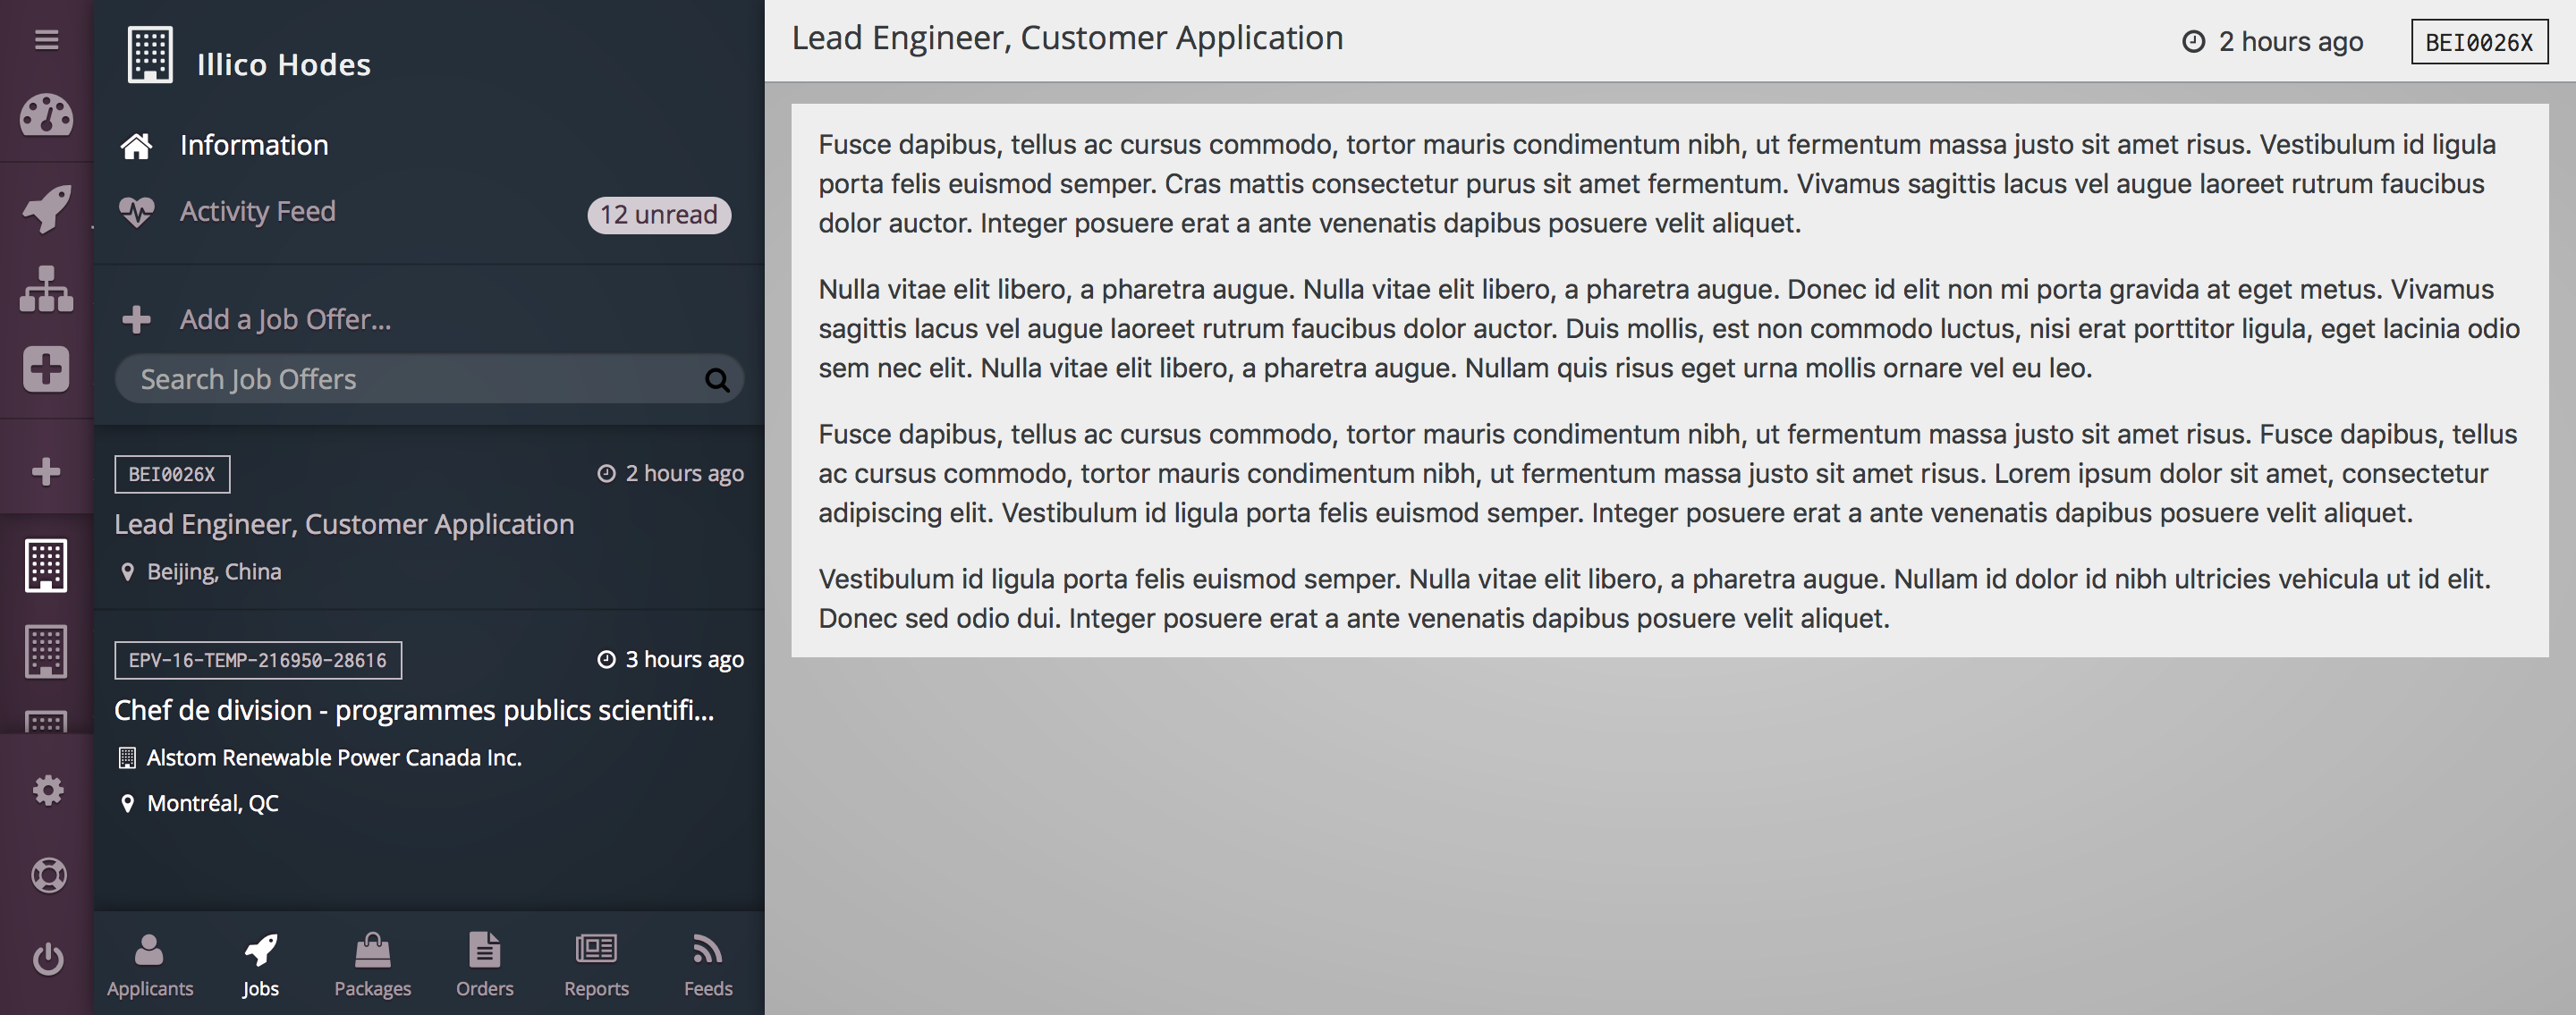 Illico Hodes
Information
Activity Feed
12 unread
Add a Job Offer...
Search Job Offers
BEI0026X
2 hours ago
Lead Engineer, Customer Application
Beijing, China
EPV-16-TEMP-216950-28616
3 hours ago
Chef de division - programmes publics scientifi...
Alstom Renewable Power Canada Inc.
Montréal, QC
Applicants
Jobs
Packages
Orders
Reports
Feeds
Lead Engineer, Customer Application
2 hours ago
BEI0026X
Fusce dapibus, tellus ac cursus commodo, tortor mauris condimentum nibh, ut fermentum massa justo sit amet risus. Vestibulum id ligula
porta felis euismod semper. Cras mattis consectetur purus sit amet fermentum. Vivamus sagittis lacus vel augue laoreet rutrum faucibus
dolor auctor. Integer posuere erat a ante venenatis dapibus posuere velit aliquet.
Nulla vitae elit libero, a pharetra augue. Nulla vitae elit libero, a pharetra augue. Donec id elit non mi porta gravida at eget metus. Vivamus
sagittis lacus vel augue laoreet rutrum faucibus dolor auctor. Duis mollis, est non commodo luctus, nisi erat porttitor ligula, eget lacinia odio
sem nec elit. Nulla vitae elit libero, a pharetra augue. Nullam quis risus eget urna mollis ornare vel eu leo.
Fusce dapibus, tellus ac cursus commodo, tortor mauris condimentum nibh, ut fermentum massa justo sit amet risus. Fusce dapibus, tellus
ac cursus commodo, tortor mauris condimentum nibh, ut fermentum massa justo sit amet risus. Lorem ipsum dolor sit amet, consectetur
adipiscing elit. Vestibulum id ligula porta felis euismod semper. Integer posuere erat a ante venenatis dapibus posuere velit aliquet.
Vestibulum id ligula porta felis euismod semper. Nulla vitae elit libero, a pharetra augue. Nullam id dolor id nibh ultricies vehicula ut id elit.
Donec sed odio dui. Integer posuere erat a ante venenatis dapibus posuere velit aliquet.